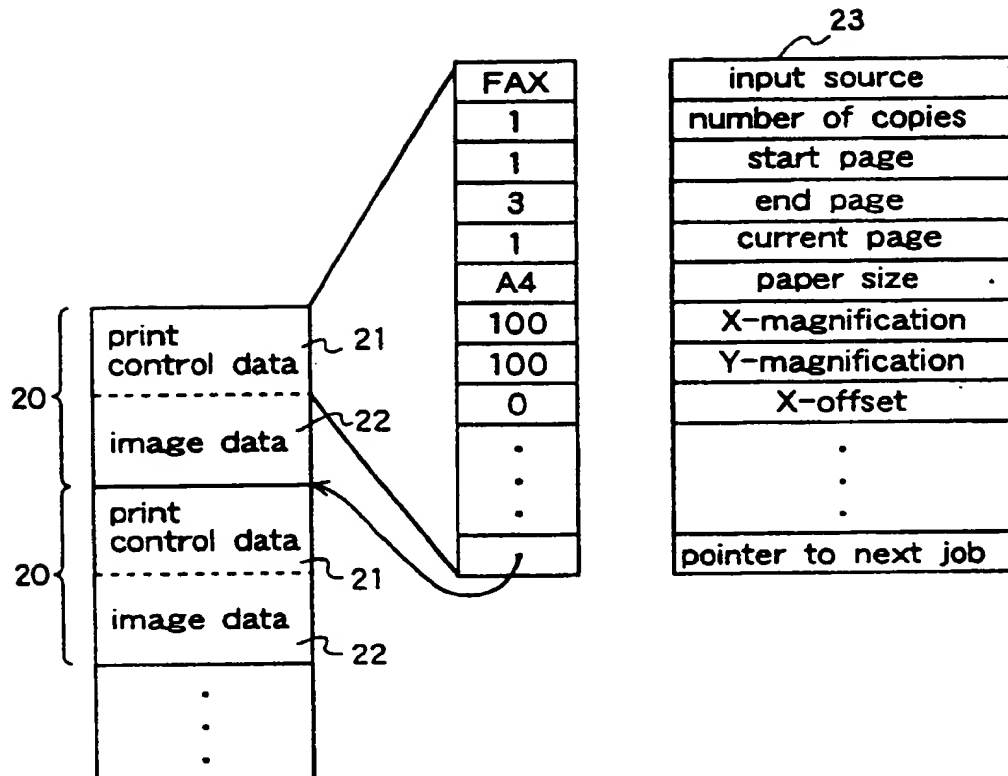 23
FAX input source
1 number of copies
1 start page
3 end page
1 current page
A4 paper size
100 X-magnification
100 Y-magnification
0 X-offset
pointer to next job
20
print
control data 21
image data 22
20
print
control data 21
image data 22